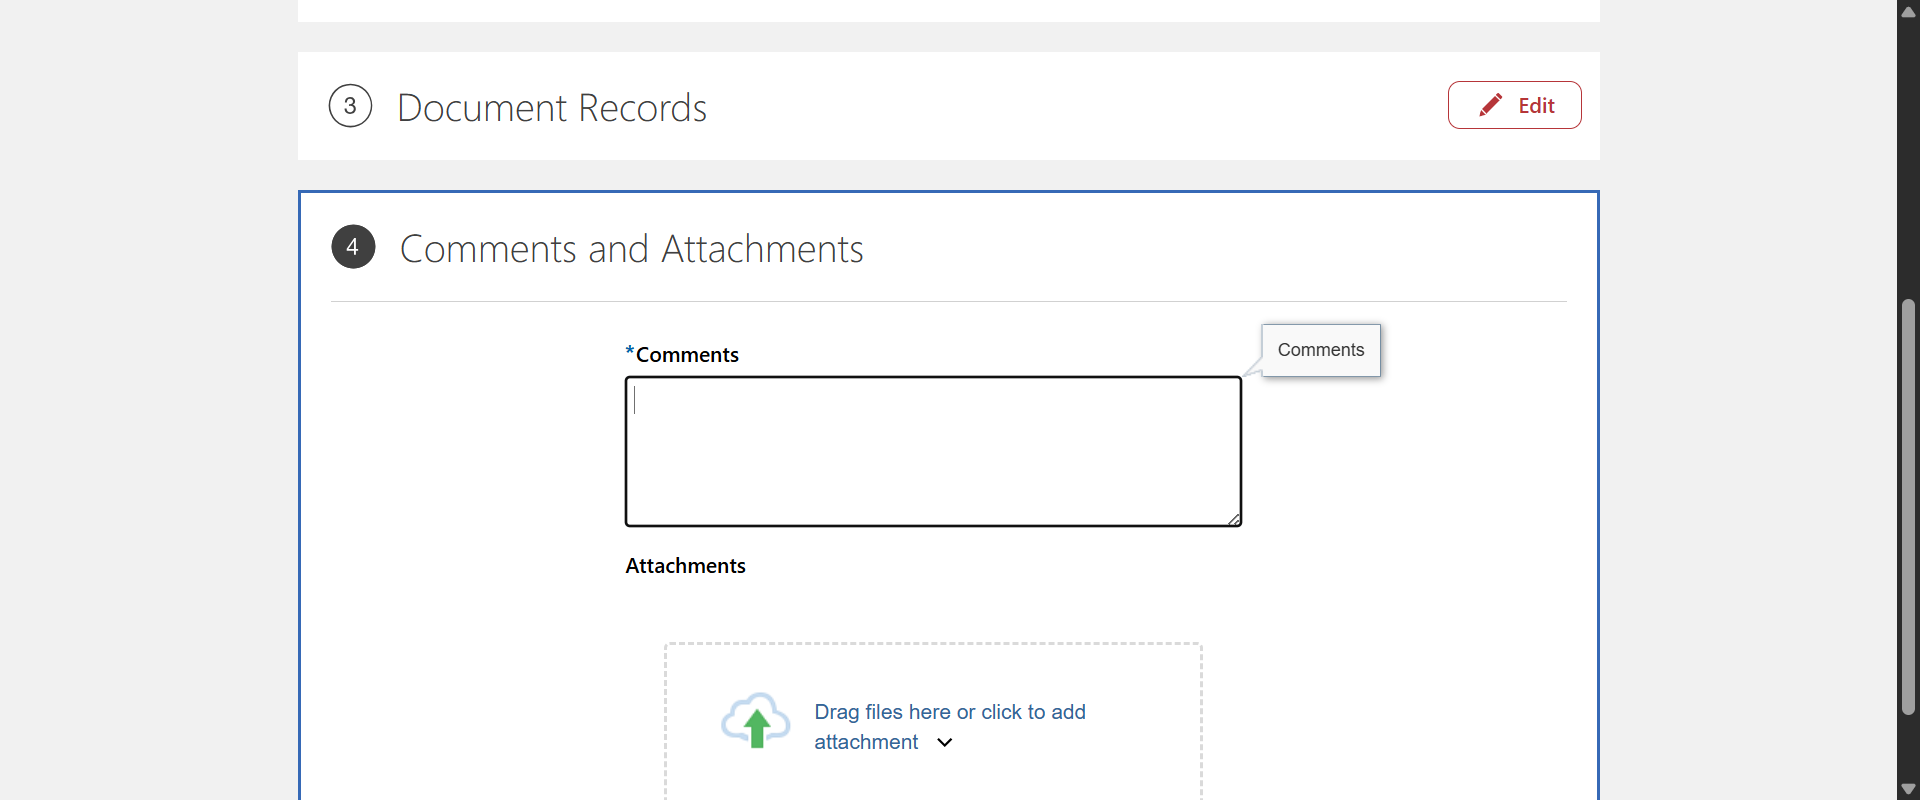 3 Document Records
Edit
4 Comments and Attachments
*Comments
Comments
Attachments
Drag files here or click to add
attachment